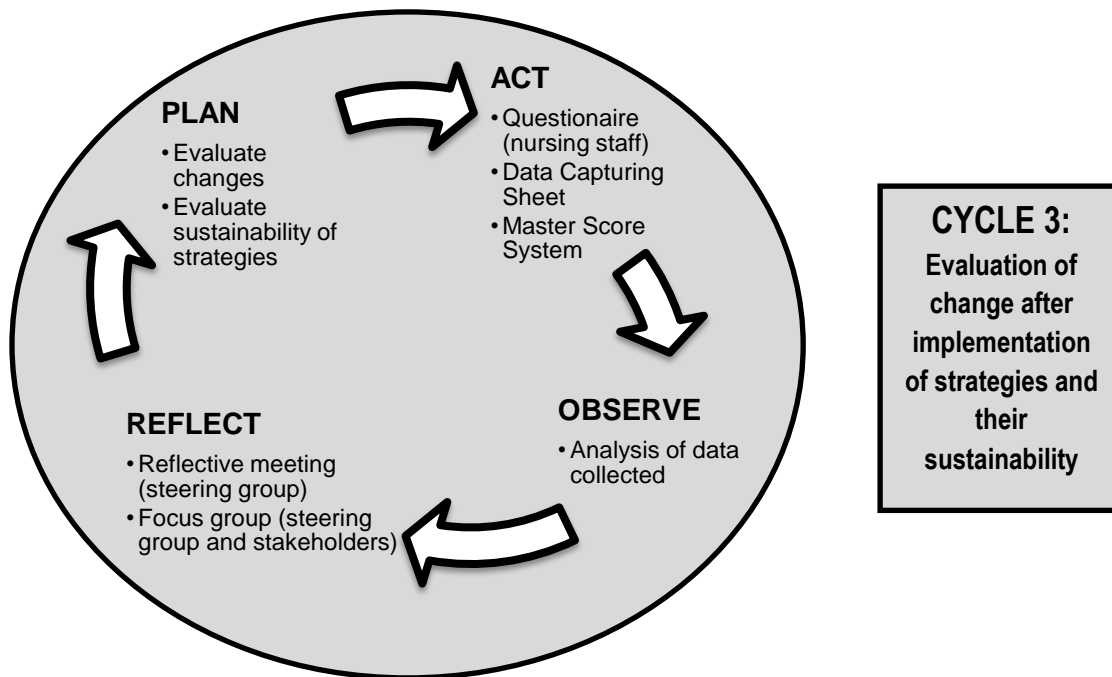 PLAN
• Evaluate
changes
• Evaluate
sustainability of
strategies
ACT
• Questionaire
(nursing staff)
• Data Capturing
Sheet
• Master Score
System
OBSERVE
• Analysis of data
collected
REFLECT
• Reflective meeting
(steering group)
• Focus group (steering
group and stakeholders)
CYCLE 3:
Evaluation of
change after
implementation
of strategies and
their
sustainability